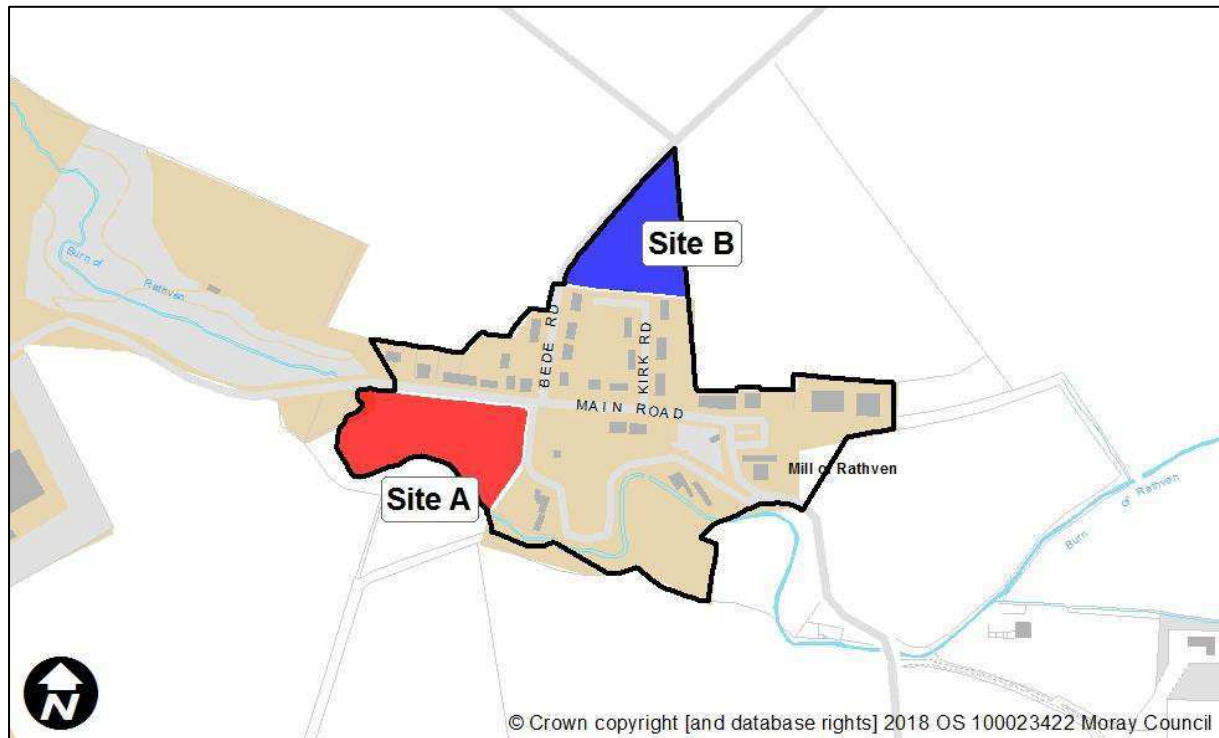 Site B
Burn of
Rathven
BEDE RD
KIRK RD
MAIN ROAD
Mill of Rathven
Site A
Burn of Rathven
N
© Crown copyright [and database rights] 2018 OS 100023422 Moray Council